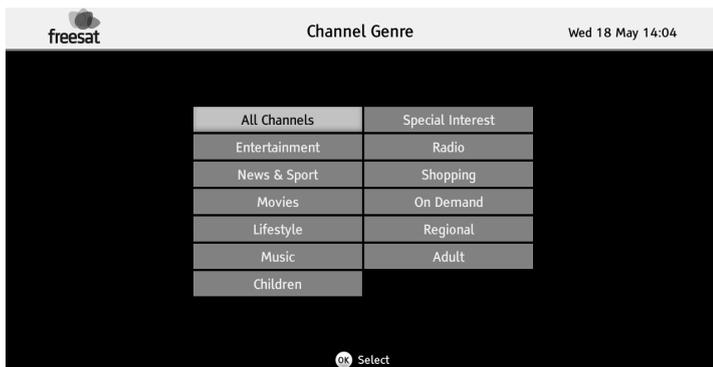 freesat
Channel Genre
Wed 18 May 14:04
All Channels
Special Interest
Entertainment
Radio
News & Sport
Shopping
Movies
On Demand
Lifestyle
Regional
Music
Adult
Children
OK Select